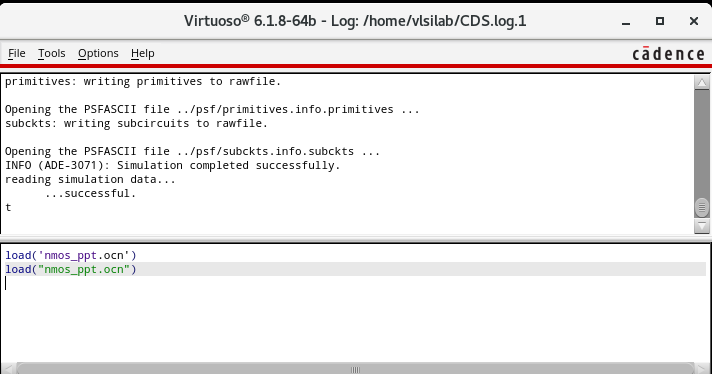 Virtuoso® 6.1.8-64b - Log: /home/vlsilab/CDS.log.1
File Tools Options Help
cādence
primitives: writing primitives to rawfile.
Opening the PSFASCII file ../psf/primitives.info.primitives ...
subckts: writing subcircuits to rawfile.
Opening the PSFASCII file ../psf/subckts.info.subckts ...
INFO (ADE-3071): Simulation completed successfully.
reading simulation data...
...successful.
t
load('nmos_ppt.ocn')
load("nmos_ppt.ocn")